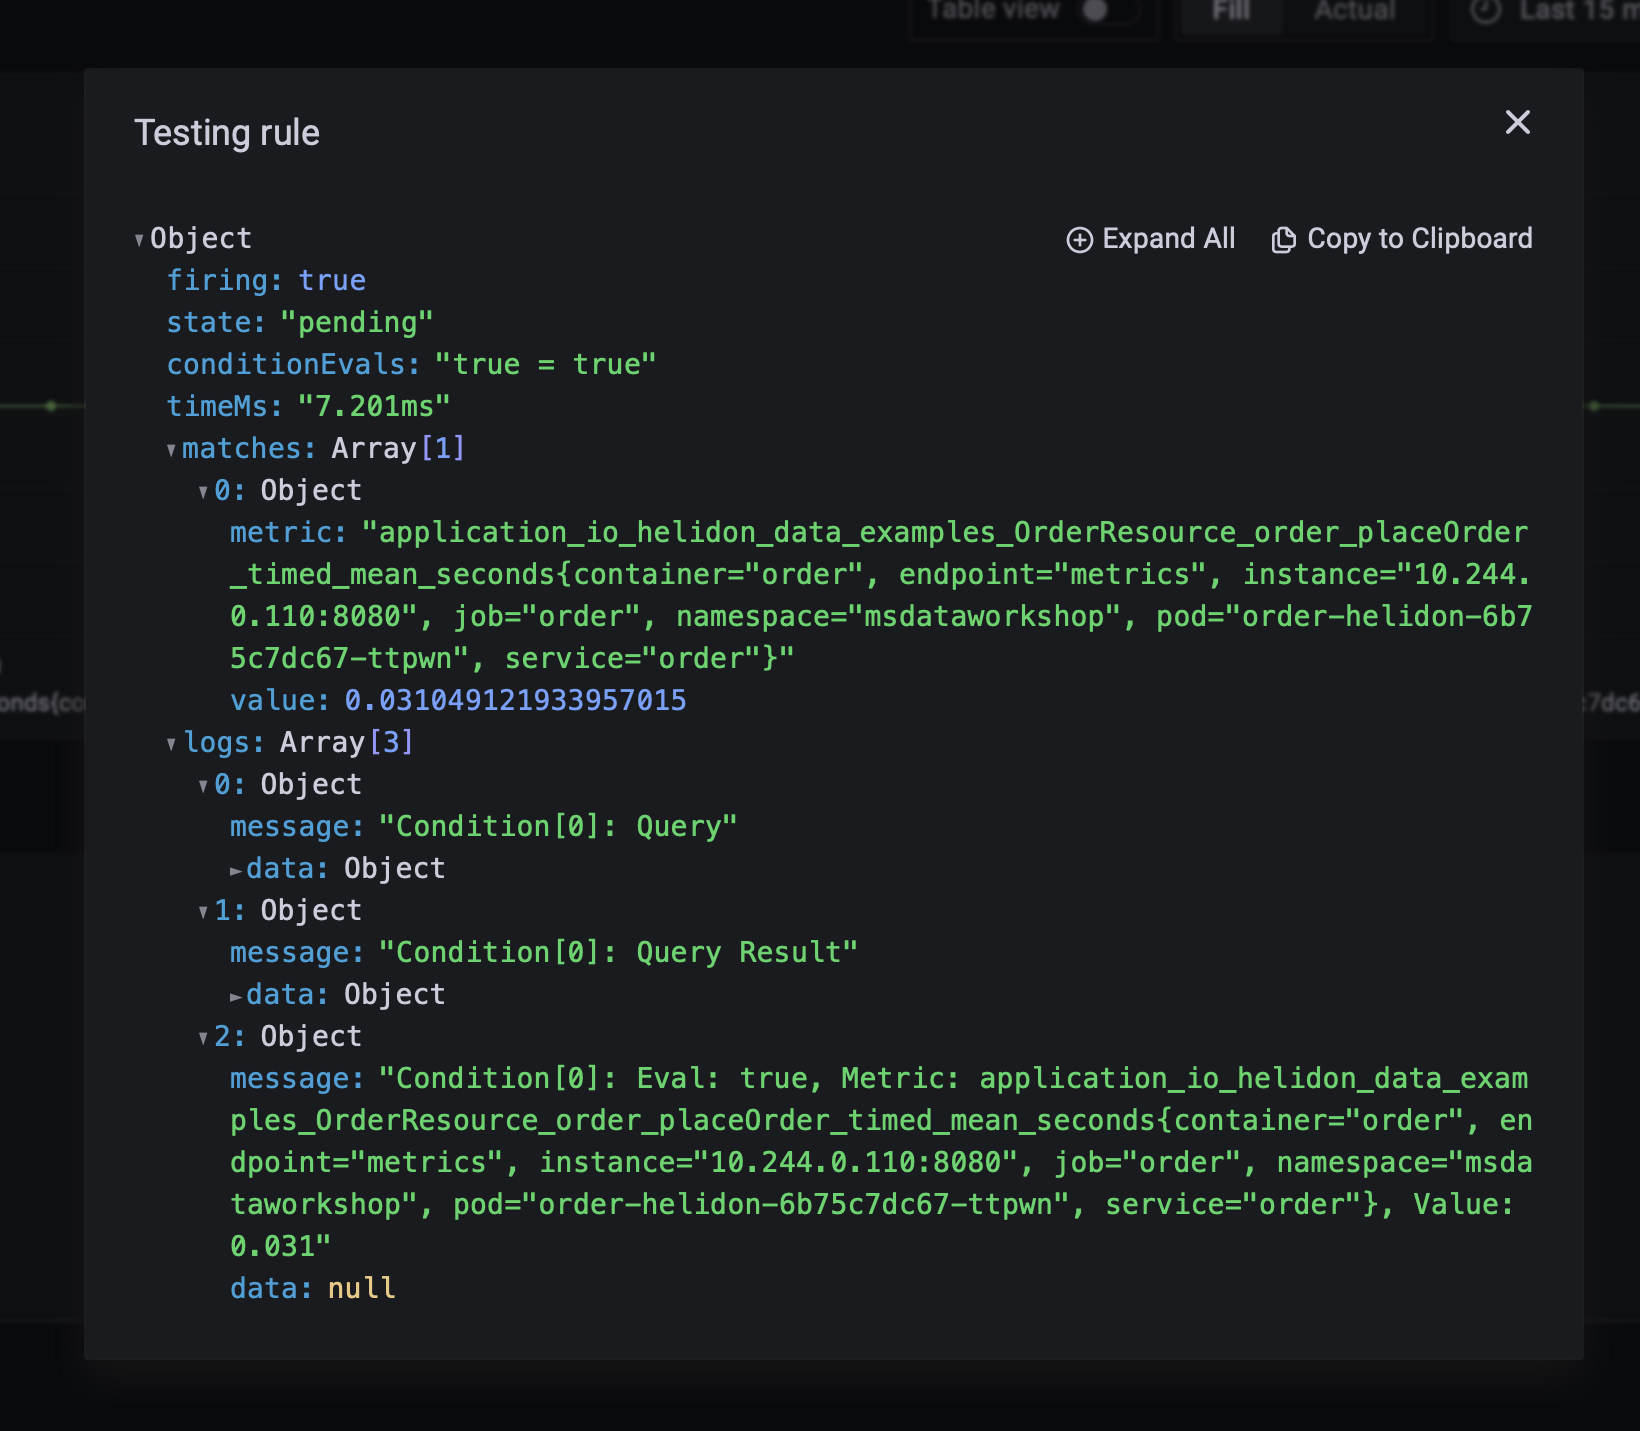 Table view Fill Actual Last 15 m
Testing rule
Object Expand All Copy to Clipboard
firing: true
state: "pending"
conditionEvals: "true = true"
timeMs: "7.201ms"
matches: Array[1]
0: Object
metric: "application_io_helidon_data_examples_OrderResource_order_placeOrder
_timed_mean_seconds{container="order", endpoint="metrics", instance="10.244.
0.110:8080", job="order", namespace="msdataworkshop", pod="order-helidon-6b7
5c7dc67-ttpwn", service="order"}"
onds{co :7dc6
value: 0.031049121933957015
logs: Array[3]
0: Object
message: "Condition[0]: Query"
data: Object
1: Object
message: "Condition[0]: Query Result"
data: Object
2: Object
message: "Condition[0]: Eval: true, Metric: application_io_helidon_data_exam
ples_OrderResource_order_placeOrder_timed_mean_seconds{container="order", en
dpoint="metrics", instance="10.244.0.110:8080", job="order", namespace="msda
taworkshop", pod="order-helidon-6b75c7dc67-ttpwn", service="order"}, Value:
0.031"
data: null